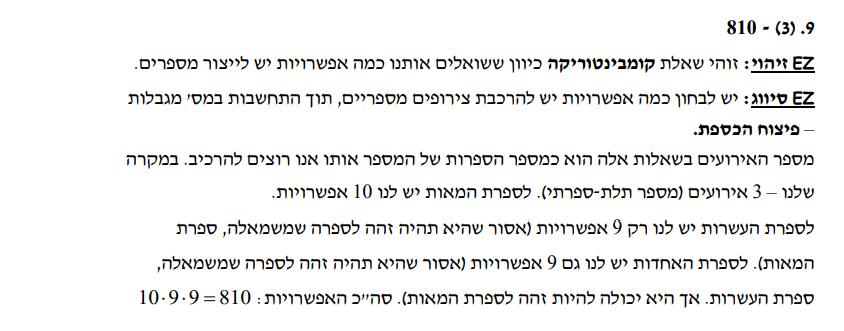 9. (3) - 810
EZ זיהוי: זוהי שאלת קומבינטוריקה כיוון ששואלים אותנו כמה אפשרויות יש לייצור מספרים.
EZ סיווג: יש לבחון כמה אפשרויות יש להרכבת צירופים מספריים, תוך התחשבות במס' מגבלות
– פיצוח הכספת.
מספר האירועים בשאלות אלה הוא כמספר הספרות של המספר אותו אנו רוצים להרכיב. במקרה
שלנו – 3 אירועים (מספר תלת-ספרתי). לספרת המאות יש לנו 10 אפשרויות.
לספרת העשרות יש לנו רק 9 אפשרויות (אסור שהיא תהיה זהה לספרה שמשמאלה, ספרת
המאות). לספרת האחדות יש לנו גם 9 אפשרויות (אסור שהיא תהיה זהה לספרה שמשמאלה,
ספרת העשרות. אך היא יכולה להיות זהה לספרת המאות). סה״כ האפשרויות: 10·9·9=810